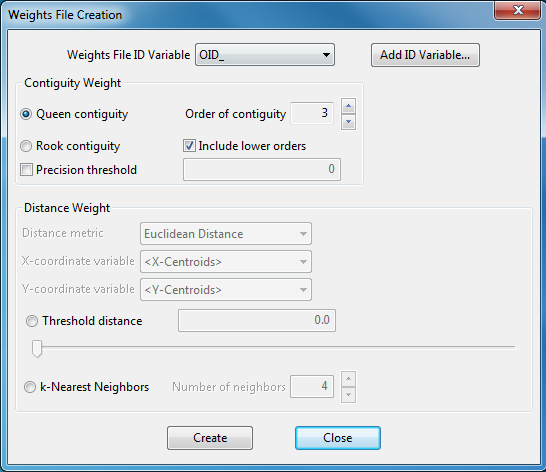 Weights File Creation
Weights File ID Variable OID_ Add ID Variable...
Contiguity Weight
Queen contiguity Order of contiguity 3
Rook contiguity Include lower orders
Precision threshold 0
Distance Weight
Distance metric Euclidean Distance
X-coordinate variable <X-Centroids>
Y-coordinate variable <Y-Centroids>
Threshold distance 0.0
k-Nearest Neighbors Number of neighbors 4
Create Close